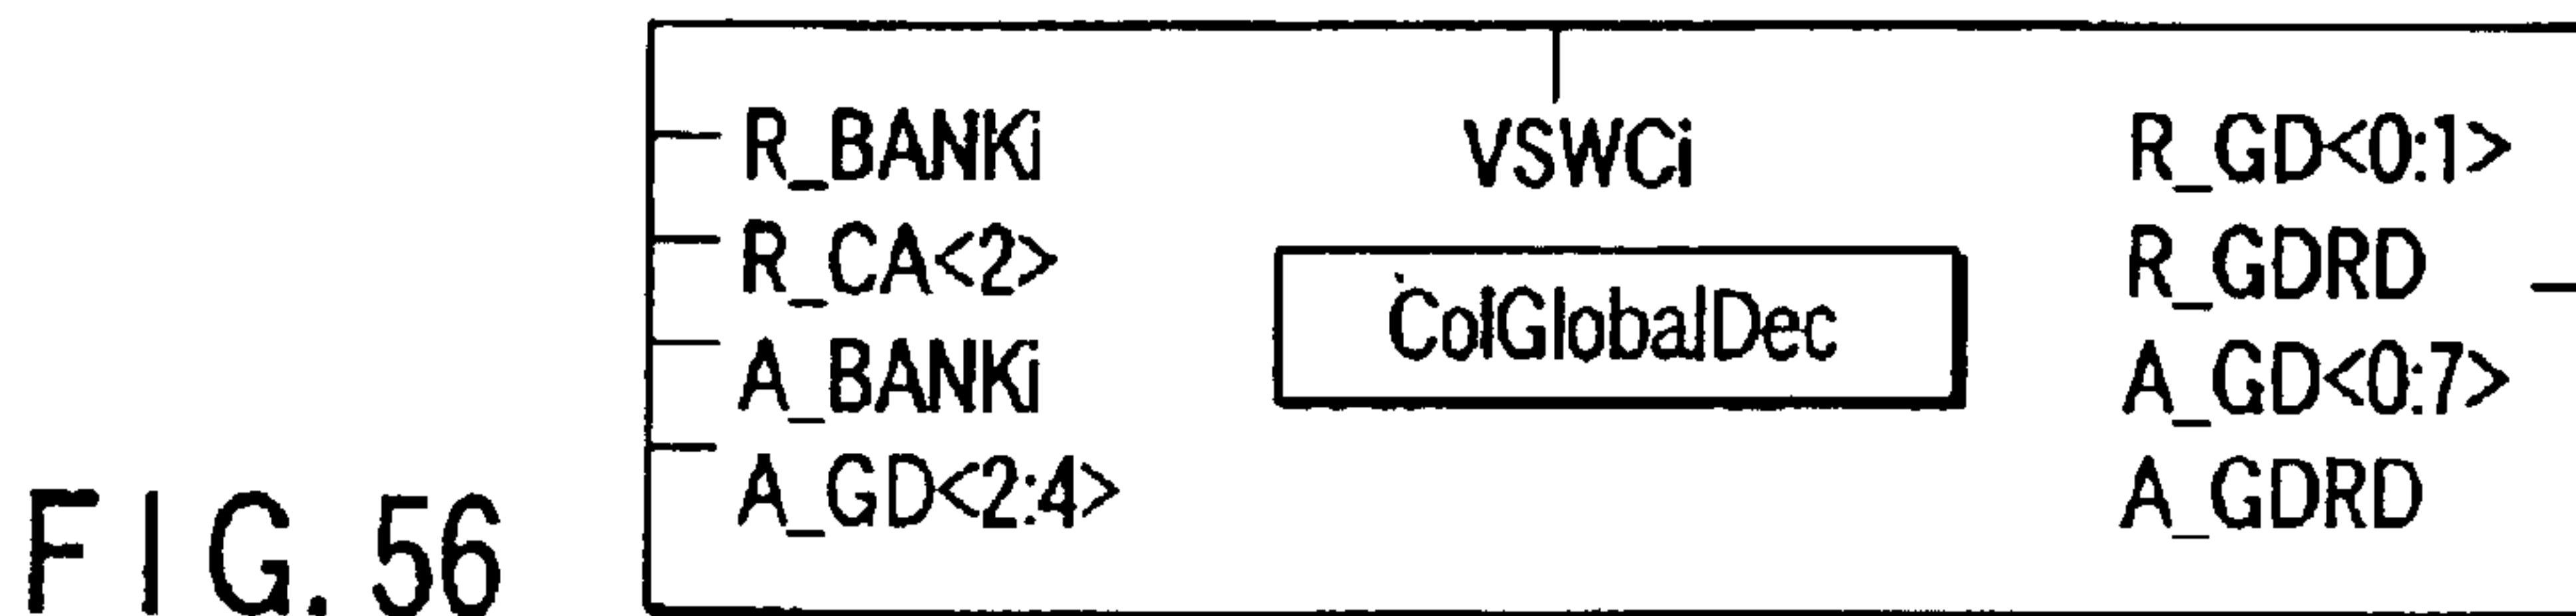 R_BANKi
VSWCi
R_GD<0:1>
R_CA<2>
R_GDRD
ColGlobalDec
A_BANKi
A_GD<0:7>
A_GD<2:4>
A_GDRD
FIG.56